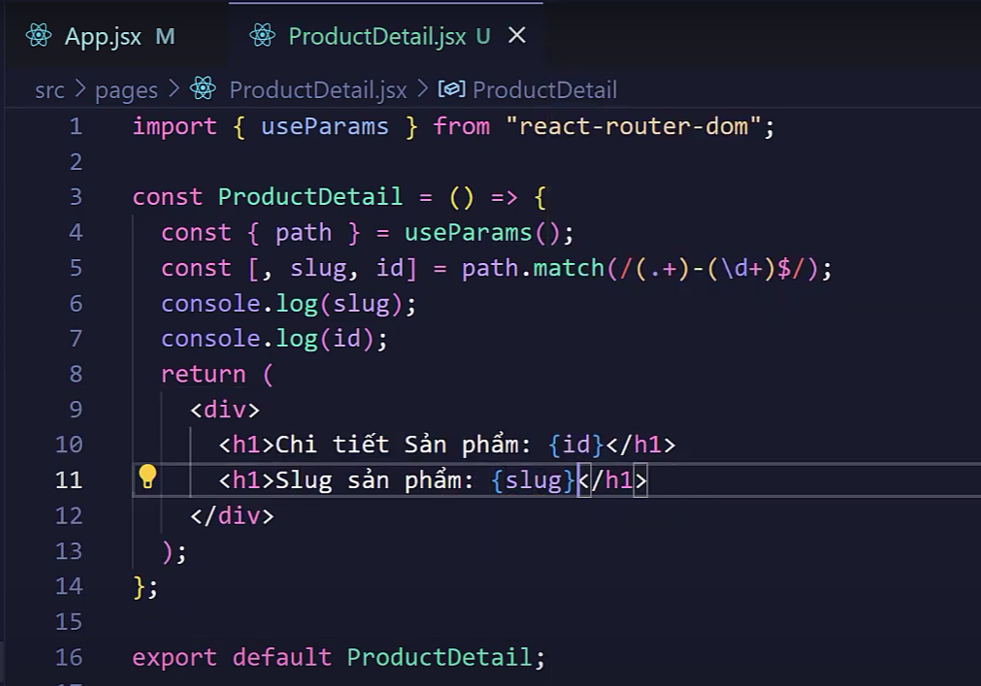 App.jsx M ProductDetail.jsx U
src > pages > ProductDetail.jsx > ProductDetail
1 import { useParams } from "react-router-dom";
2
3 const ProductDetail = () => {
4 const { path } = useParams();
5 const [, slug, id] = path.match(/(.+)-(\d+)$/);
6 console.log(slug);
7 console.log(id);
8 return (
9 <div>
10 <h1>Chi tiết Sản phẩm: {id}</h1>
11 <h1>Slug sản phẩm: {slug}</h1>
12 </div>
13 );
14 };
15
16 export default ProductDetail;